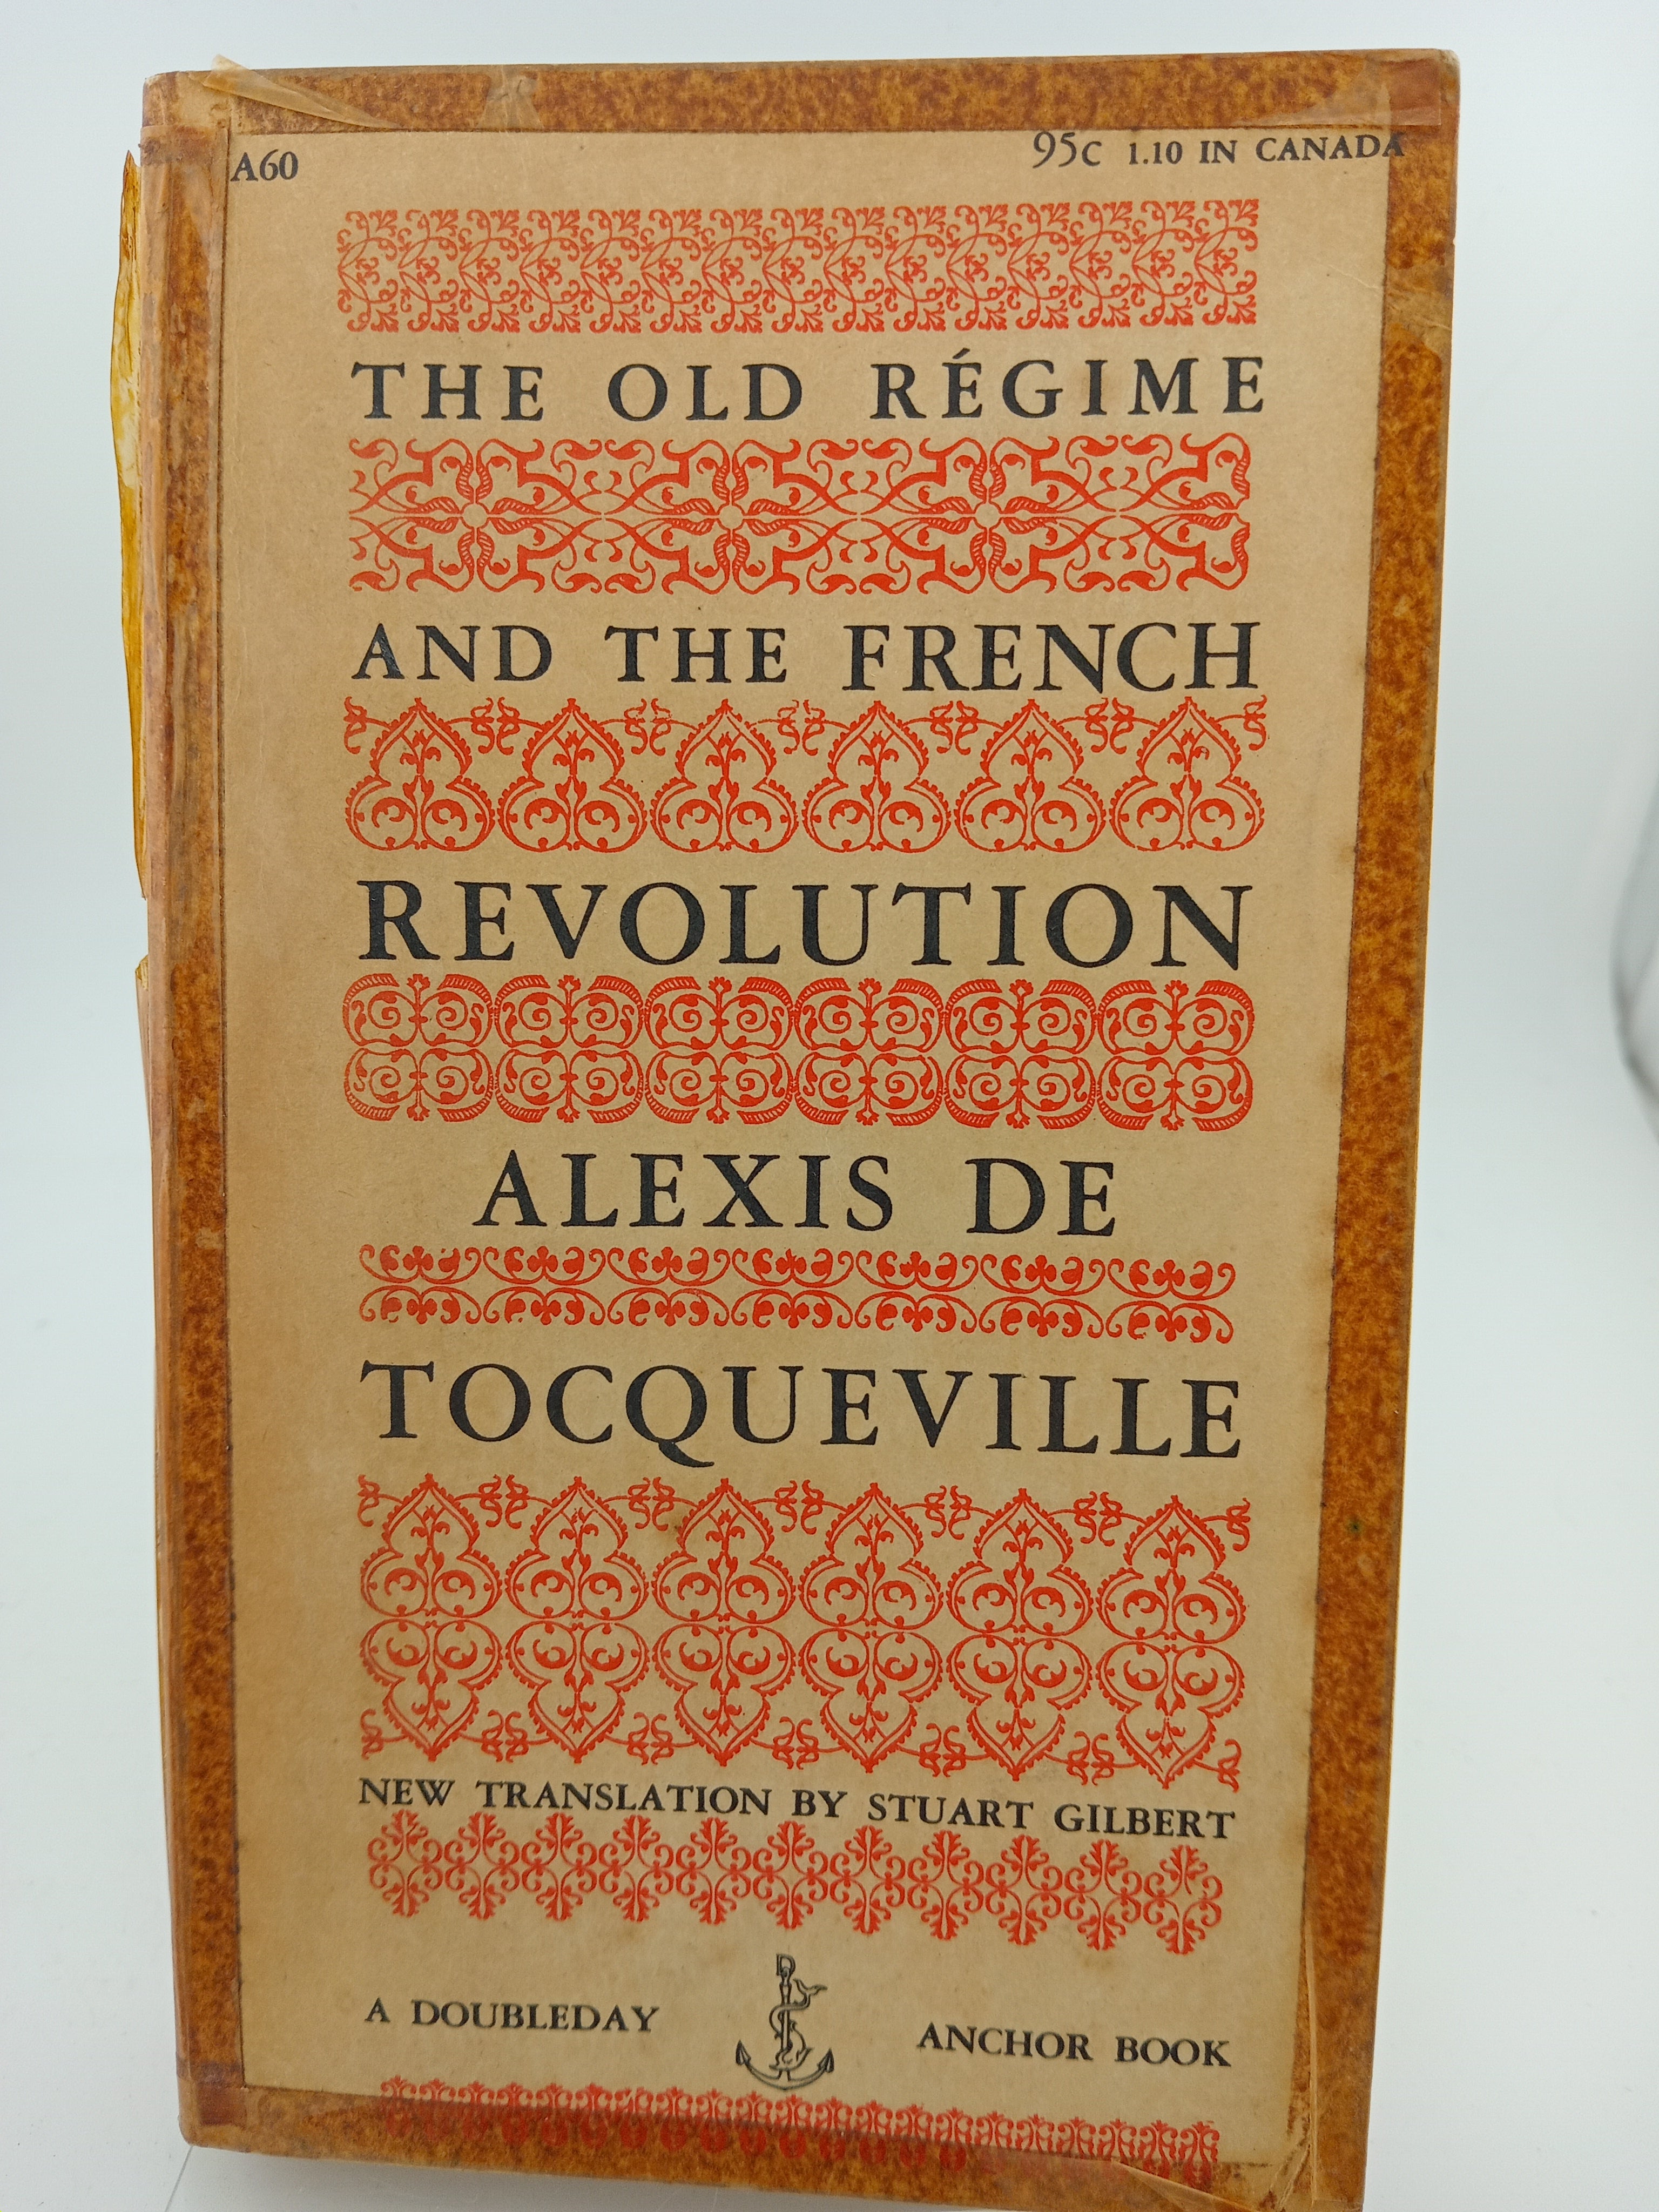 A60
95c 1.10 IN CANADA
THE OLD RÉGIME
AND THE FRENCH
REVOLUTION
ALEXIS DE
TOCQUEVILLE
NEW TRANSLATION BY STUART GILBERT
A DOUBLEDAY ANCHOR BOOK